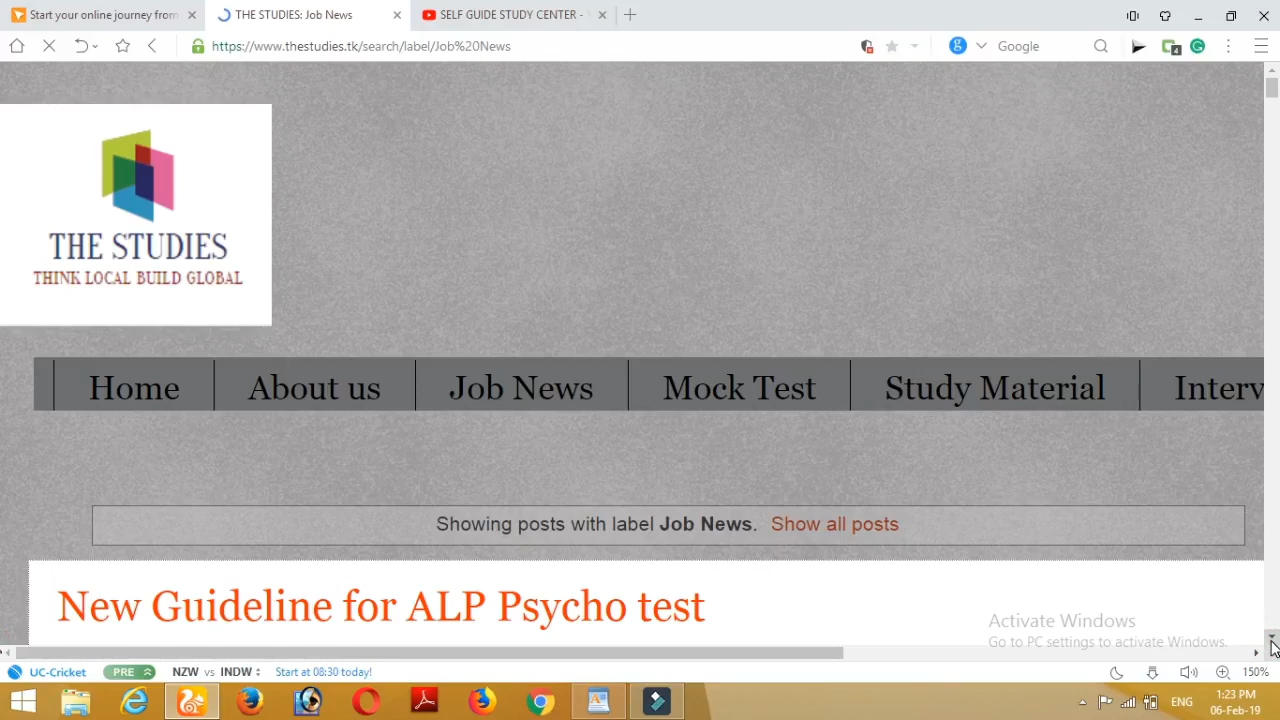 Start your online journey from
THE STUDIES: Job News
SELF GUIDE STUDY CENTER -
https://www.thestudies.tk/search/label/Job%20News
Google
4
THE STUDIES
THINK LOCAL BUILD GLOBAL
Home
About us
Job News
Mock Test
Study Material
Interv
Showing posts with label Job News. Show all posts
New Guideline for ALP Psycho test
Activate Windows
Go to PC settings to activate Windows.
UC-Cricket
PRE
NZW vs INDW
Start at 08:30 today!
150%
ENG
1:23 PM
06-Feb-19